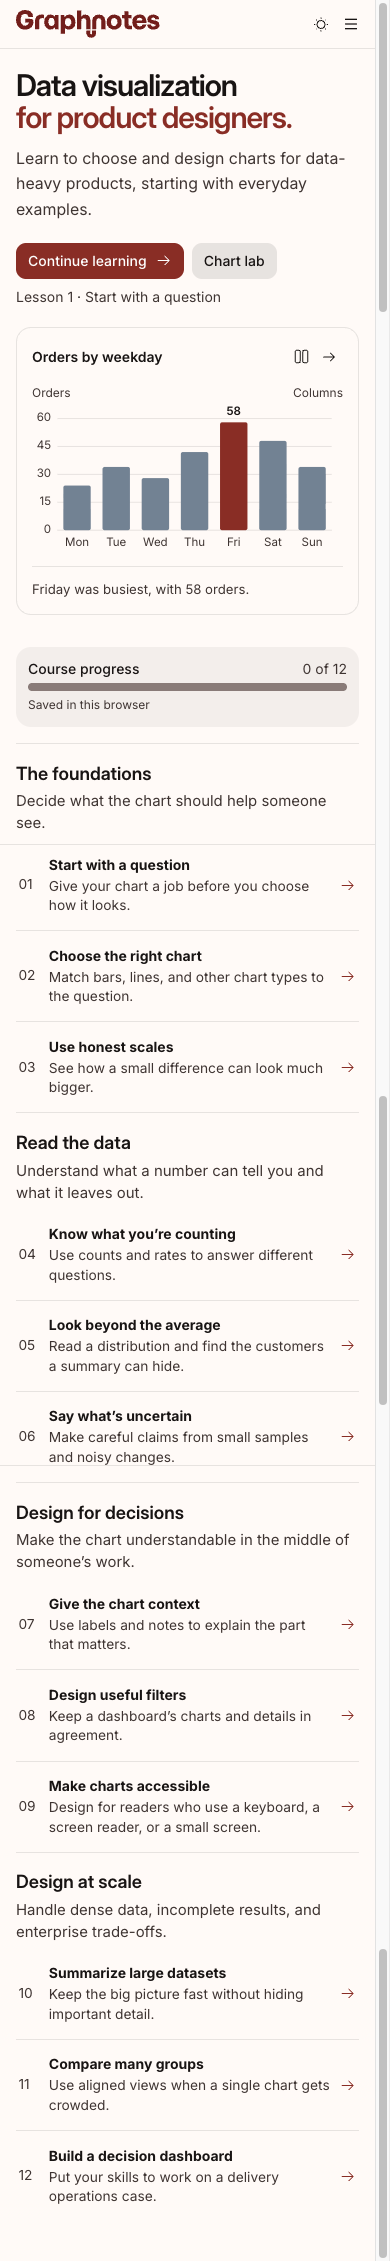 Graphnotes
Data visualization
for product designers.
Learn to choose and design charts for data-
heavy products, starting with everyday
examples.
Continue learning
Chart lab
Lesson 1 · Start with a question
Orders by weekday
Orders
Columns
58
60
45
30
15
0
Mon Tue Wed Thu Fri Sat Sun
Friday was busiest, with 58 orders.
Course progress
0 of 12
Saved in this browser
The foundations
Decide what the chart should help someone
see.
01
Start with a question
Give your chart a job before you choose
how it looks.
02
Choose the right chart
Match bars, lines, and other chart types to
the question.
03
Use honest scales
See how a small difference can look much
bigger.
Read the data
Understand what a number can tell you and
what it leaves out.
04
Know what you’re counting
Use counts and rates to answer different
questions.
05
Look beyond the average
Read a distribution and find the customers
a summary can hide.
06
Say what’s uncertain
Make careful claims from small samples
and noisy changes.
Design for decisions
Make the chart understandable in the middle of
someone’s work.
07
Give the chart context
Use labels and notes to explain the part
that matters.
08
Design useful filters
Keep a dashboard’s charts and details in
agreement.
09
Make charts accessible
Design for readers who use a keyboard, a
screen reader, or a small screen.
Design at scale
Handle dense data, incomplete results, and
enterprise trade-offs.
10
Summarize large datasets
Keep the big picture fast without hiding
important detail.
11
Compare many groups
Use aligned views when a single chart gets
crowded.
12
Build a decision dashboard
Put your skills to work on a delivery
operations case.